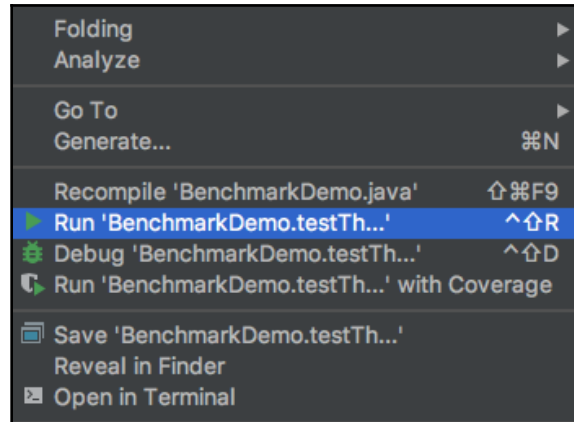 Folding
Analyze
Go To
Generate... ⌘N
Recompile 'BenchmarkDemo.java' ⇧⌘F9
Run 'BenchmarkDemo.testTh...' ^⇧R
Debug 'BenchmarkDemo.testTh...' ^⇧D
Run 'BenchmarkDemo.testTh...' with Coverage
Save 'BenchmarkDemo.testTh...'
Reveal in Finder
Open in Terminal